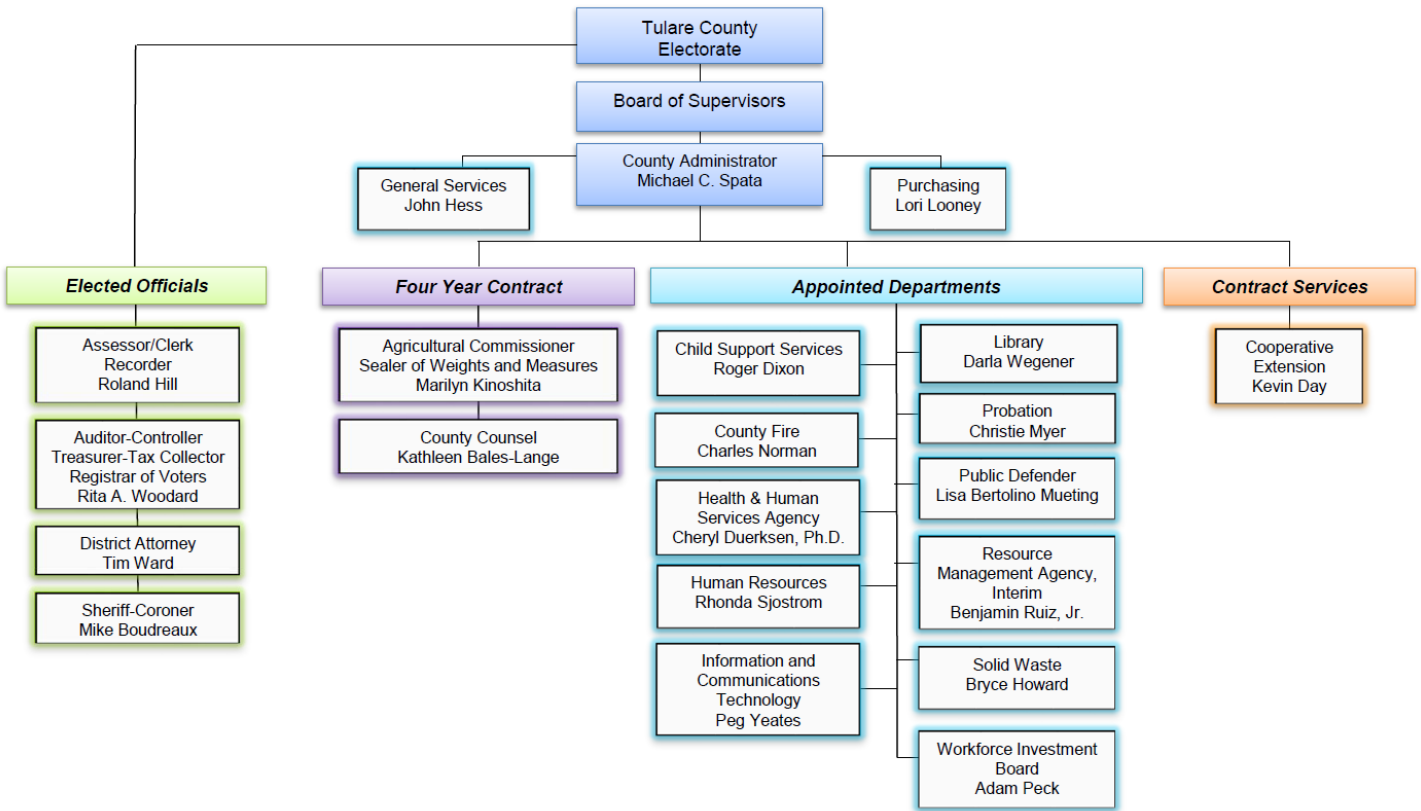 Tulare County
Electorate
Board of Supervisors
County Administrator
Michael C. Spata
General Services
John Hess
Purchasing
Lori Looney
Elected Officials
Assessor/Clerk
Recorder
Roland Hill
Auditor-Controller
Treasurer-Tax Collector
Registrar of Voters
Rita A. Woodard
District Attorney
Tim Ward
Sheriff-Coroner
Mike Boudreaux
Four Year Contract
Agricultural Commissioner
Sealer of Weights and Measures
Marilyn Kinoshita
County Counsel
Kathleen Bales-Lange
Appointed Departments
Child Support Services
Roger Dixon
County Fire
Charles Norman
Health & Human
Services Agency
Cheryl Duerksen, Ph.D.
Human Resources
Rhonda Sjostrom
Information and
Communications
Technology
Peg Yeates
Library
Darla Wegener
Probation
Christie Myer
Public Defender
Lisa Bertolino Mueting
Resource
Management Agency,
Interim
Benjamin Ruiz, Jr.
Solid Waste
Bryce Howard
Workforce Investment
Board
Adam Peck
Contract Services
Cooperative
Extension
Kevin Day